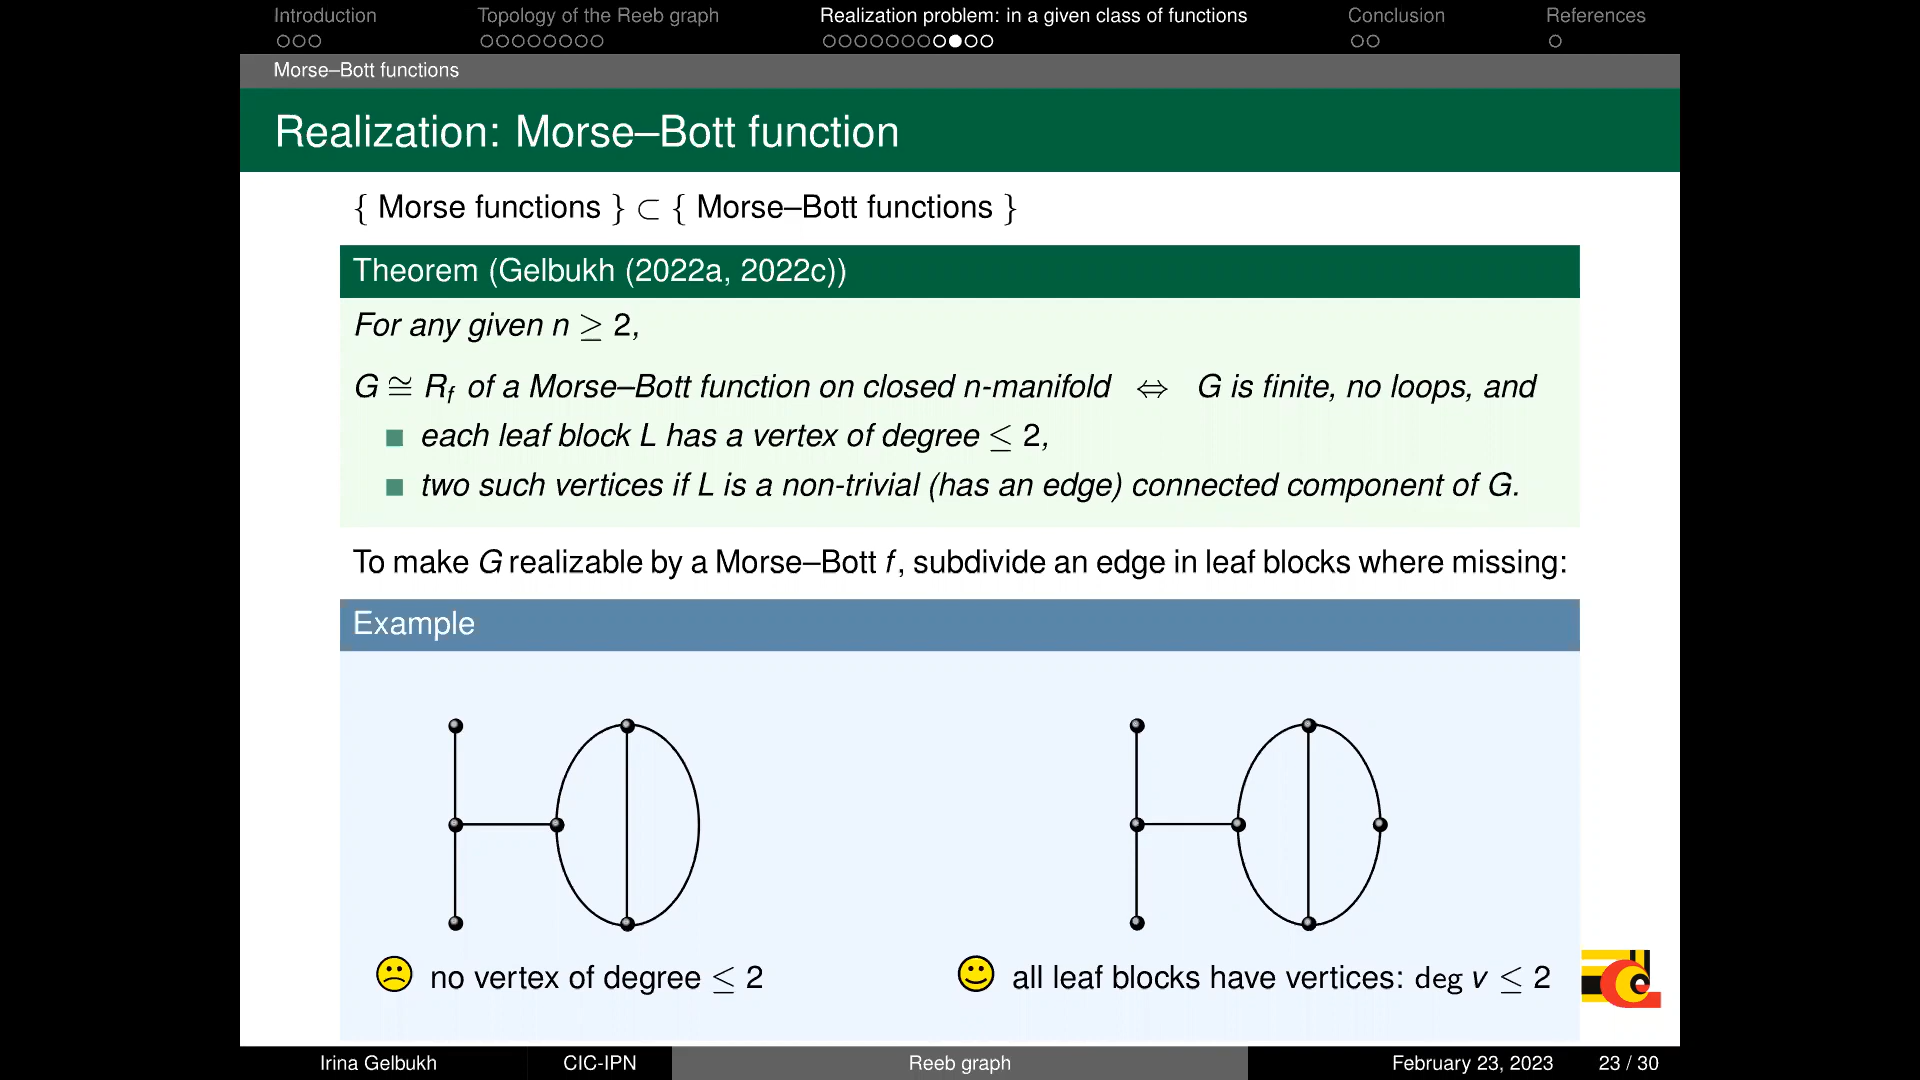 Introduction
Topology of the Reeb graph
Realization problem: in a given class of functions
Conclusion
References
Morse–Bott functions
Realization: Morse–Bott function
{ Morse functions } ⊂ { Morse–Bott functions }
Theorem (Gelbukh (2022a, 2022c))
For any given n ≥ 2,
G ≅ R_f of a Morse–Bott function on closed n-manifold ⇔ G is finite, no loops, and
each leaf block L has a vertex of degree ≤ 2,
two such vertices if L is a non-trivial (has an edge) connected component of G.
To make G realizable by a Morse–Bott f, subdivide an edge in leaf blocks where missing:
Example
no vertex of degree ≤ 2
all leaf blocks have vertices: deg v ≤ 2
Irina Gelbukh
CIC-IPN
Reeb graph
February 23, 2023
23 / 30